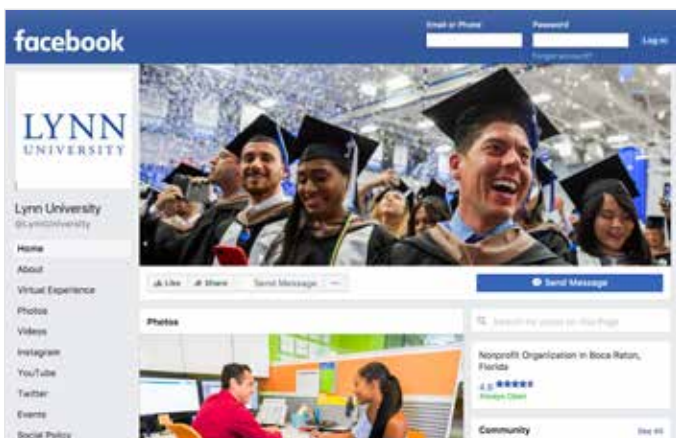 facebook
Email or Phone
Password
Log In
Forgot account?
LYNN
UNIVERSITY
Lynn University
@LynnUniversity
Home
About
Virtual Experience
Photos
Videos
Instagram
YouTube
Twitter
Events
Social Policy
Like Share Send Message
Send Message
Photos
Search for posts on this Page
Nonprofit Organization in Boca Raton,
Florida
4.6
Always Open
Community
See All